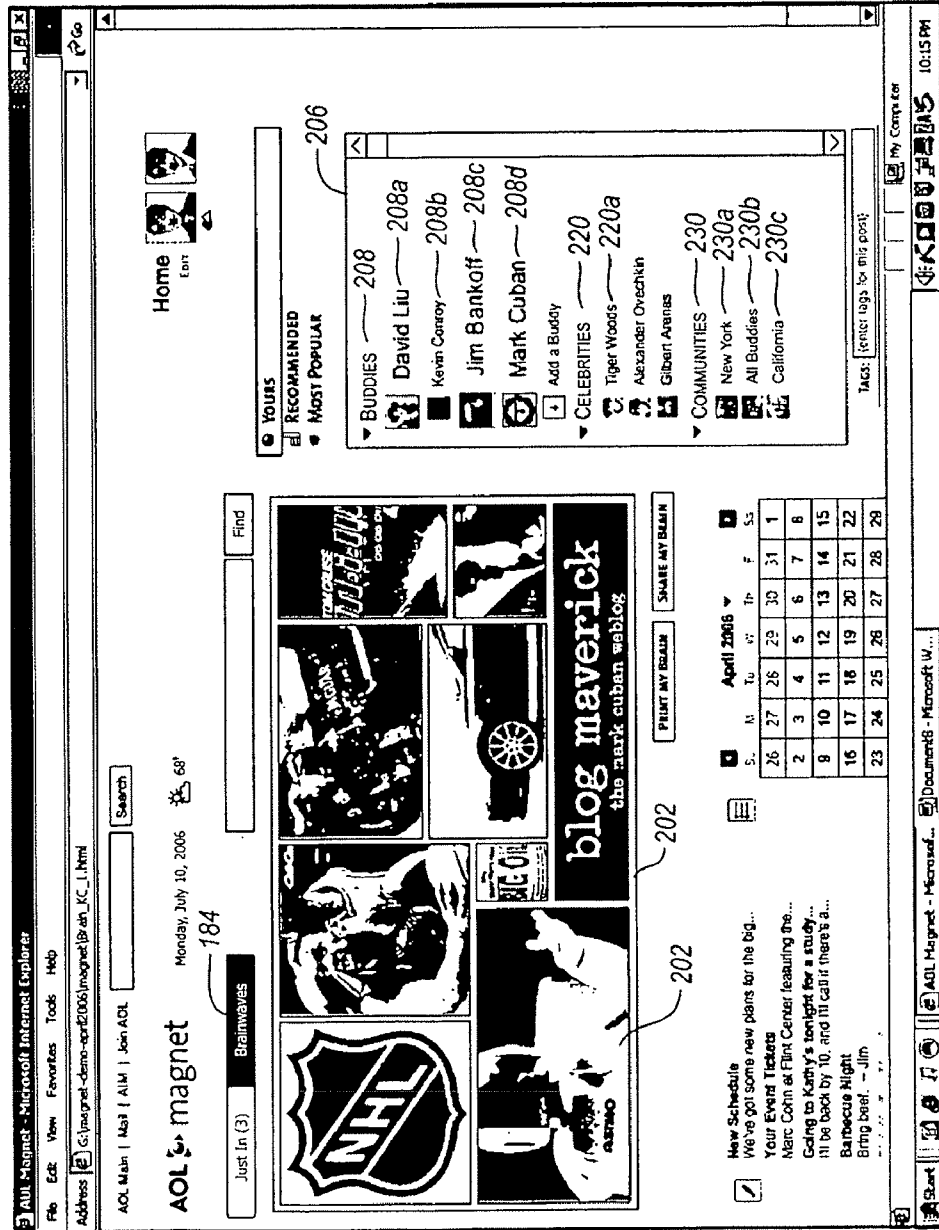 AOL Magnet - Microsoft Internet Explorer
File Edit View Favorites Tools Help
Address G:\magnet-demo-april2006\magnet\Brain_KC_1.html Go
AOL Main | Mail | AIM | Join AOL Search
AOL magnet Monday, July 10, 2006 68°
Home
EDIT
184
Just In (3) Brainwaves Find
NHL
JAGUAR
TOM CRUISE
BIG OIL
blog maverick
the mark cuban weblog
202
202
PRINT MY BRAIN SHARE MY BRAIN
YOURS
RECOMMENDED
MOST POPULAR
206
BUDDIES 208
David Liu 208a
Kevin Conroy 208b
Jim Bankoff 208c
Mark Cuban 208d
Add a Buddy
CELEBRITIES 220
Tiger Woods 220a
Alexander Ovechkin
Gilbert Arenas
COMMUNITIES 230
New York 230a
All Buddies 230b
California 230c
TAGS: {enter tags for this post}
New Schedule
We've got some new plans for the big...
Your Event Tickets
Marc Cohn at Flint Center featuring the...
Going to Kathy's tonight for a study...
I'll be back by 10, and I'll call if there's a...
Barbecue Night
Bring beef. – Jim
April 2006
S. M Tu W Th F Sa
26 27 28 29 30 31 1
2 3 4 5 6 7 8
9 10 11 12 13 14 15
16 17 18 19 20 21 22
23 24 25 26 27 28 29
My Computer
Start AOL Magnet - Microsof... Document8 - Microsoft W... 10:15 PM